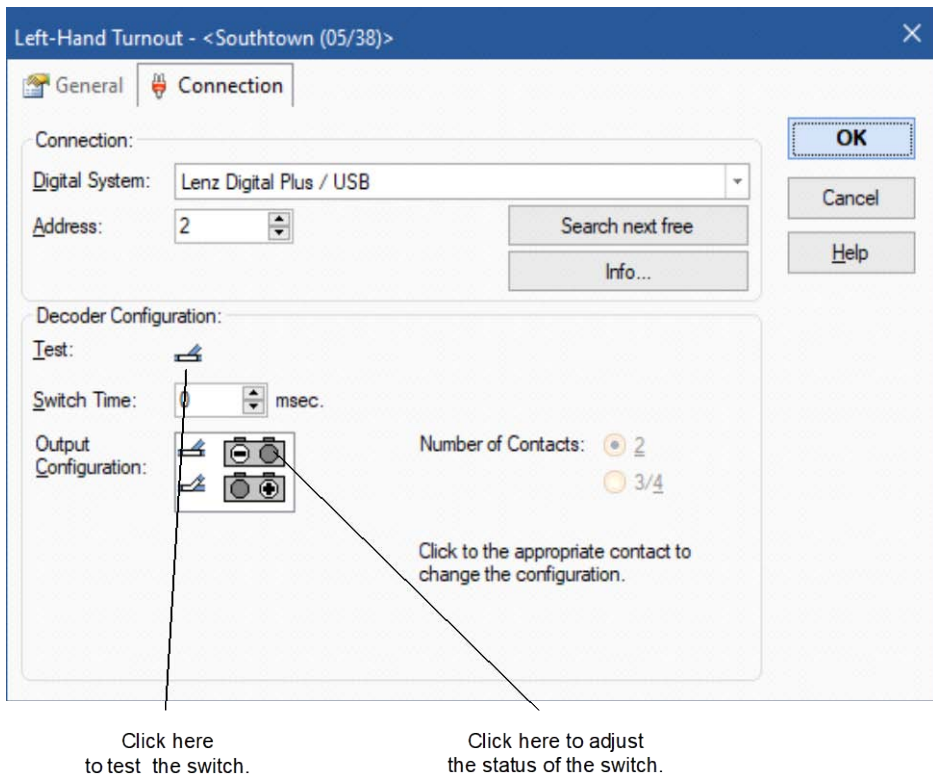 Left-Hand Turnout - <Southtown (05/38)>
General Connection
Connection:
OK
Digital System: Lenz Digital Plus / USB
Cancel
Address: 2 Search next free
Help
Info...
Decoder Configuration:
Test:
Switch Time: 0 msec.
Output
Configuration:
Number of Contacts: 2
3/4
Click to the appropriate contact to
change the configuration.
Click here
to test the switch.
Click here to adjust
the status of the switch.